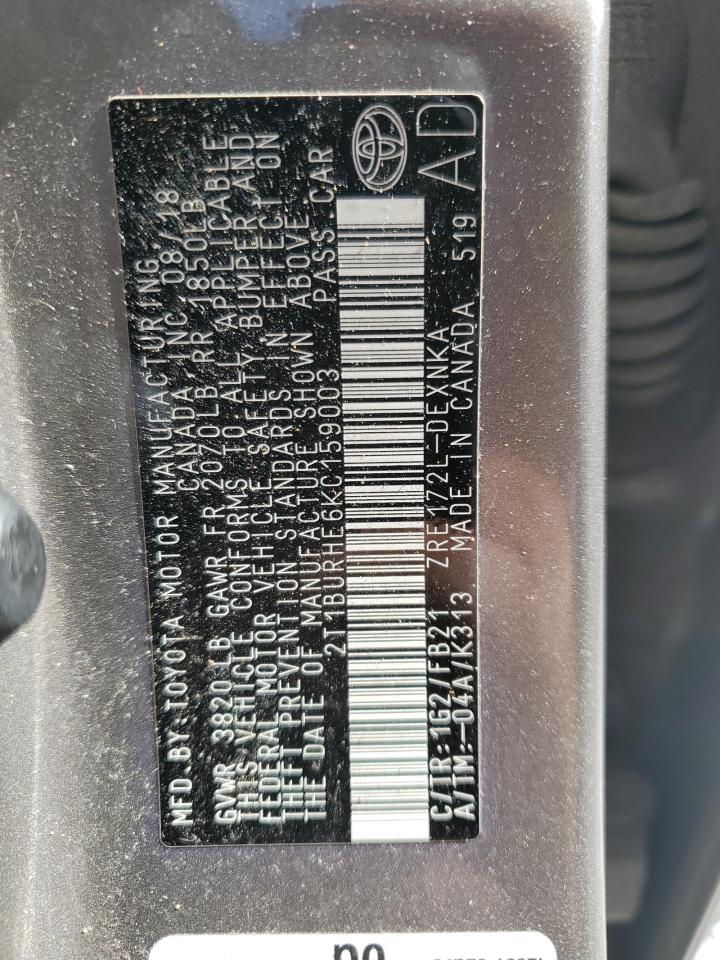 MFD.BY:TOYOTA MOTOR MANUFACTURING
CANADA INC 08/18
GVWR 3820 LB GAWR FR 2070LB RR 1850LB
THIS VEHICLE CONFORMS TO ALL APPLICABLE
FEDERAL MOTOR VEHICLE SAFETY, BUMPER AND
THEFT PREVENTION STANDARDS IN EFFECT ON
THE DATE OF MANUFACTURE SHOWN ABOVE.
2T1BURHE6KC159003 PASS.CAR
C/TR:1G2/FB21 ZRE172L-DEXNKA
A/TM:-04A/K313 MADE IN CANADA 519
AD